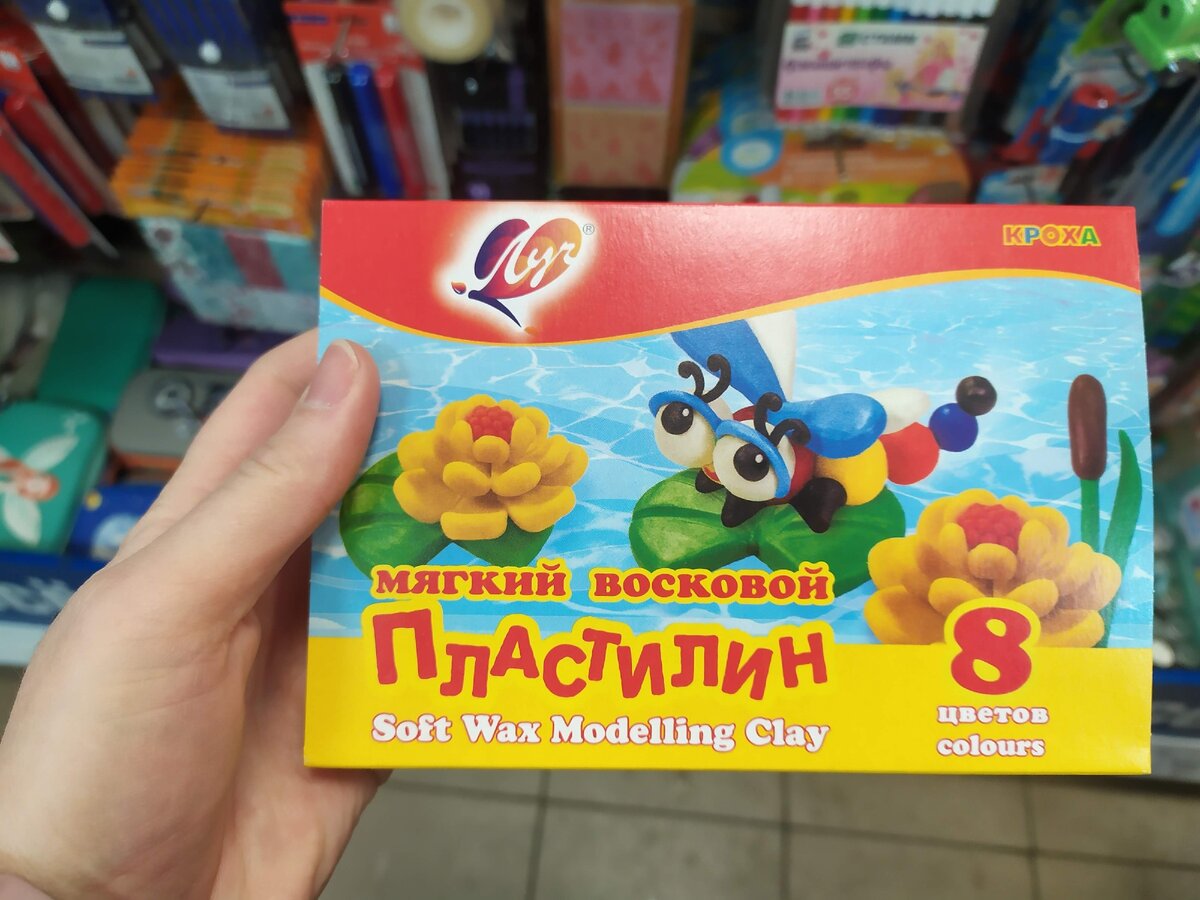 Луч®
КРОХА
мягкий восковой
Пластилин
Soft Wax Modelling Clay
8
цветов
colours